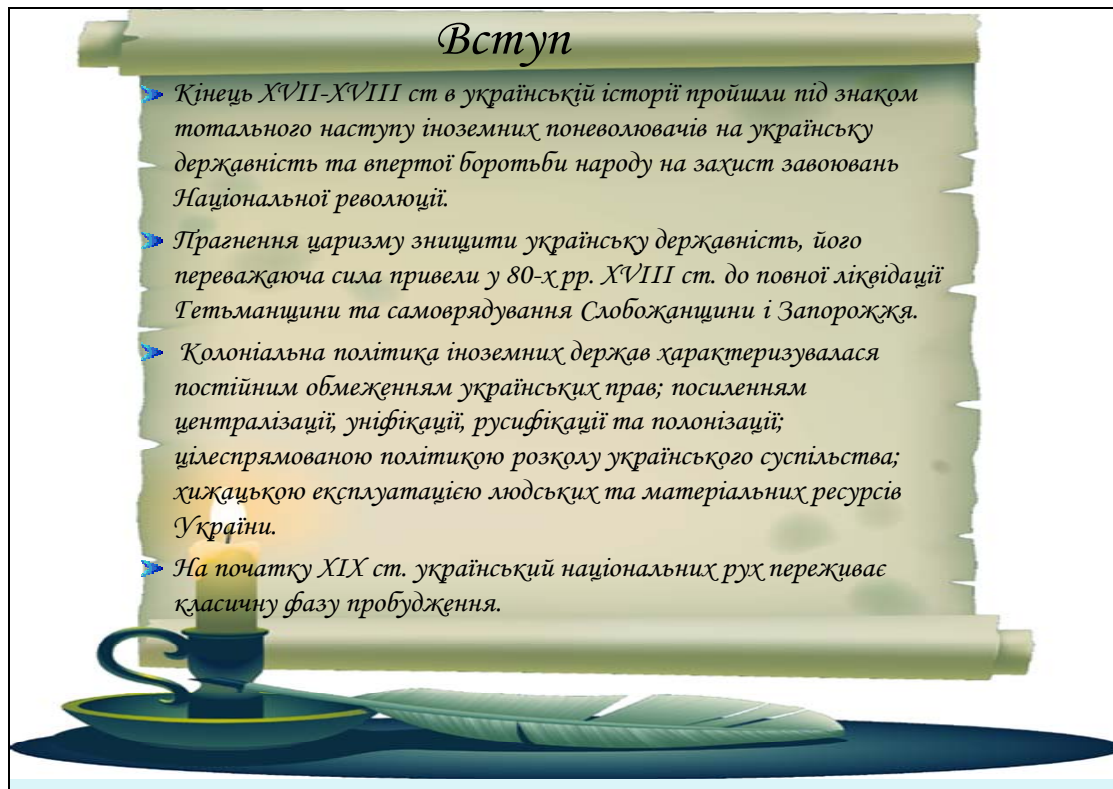 Вступ
Кінець XVII-XVIII ст в українській історії пройшли під знаком
тотального наступу іноземних поневолювачів на українську
державність та впертої боротьби народу на захист завоювань
Національної революції.
Прагнення царизму знищити українську державність, його
переважаюча сила привели у 80-х рр. XVIII ст. до повної ліквідації
Гетьманщини та самоврядування Слобожанщини і Запорожжя.
Колоніальна політика іноземних держав характеризувалася
постійним обмеженням українських прав; посиленням
централізації, уніфікації, русифікації та полонізації;
цілеспрямованою політикою розколу українського суспільства;
хижацькою експлуатацією людських та матеріальних ресурсів
України.
На початку XIX ст. український національних рух переживає
класичну фазу пробудження.